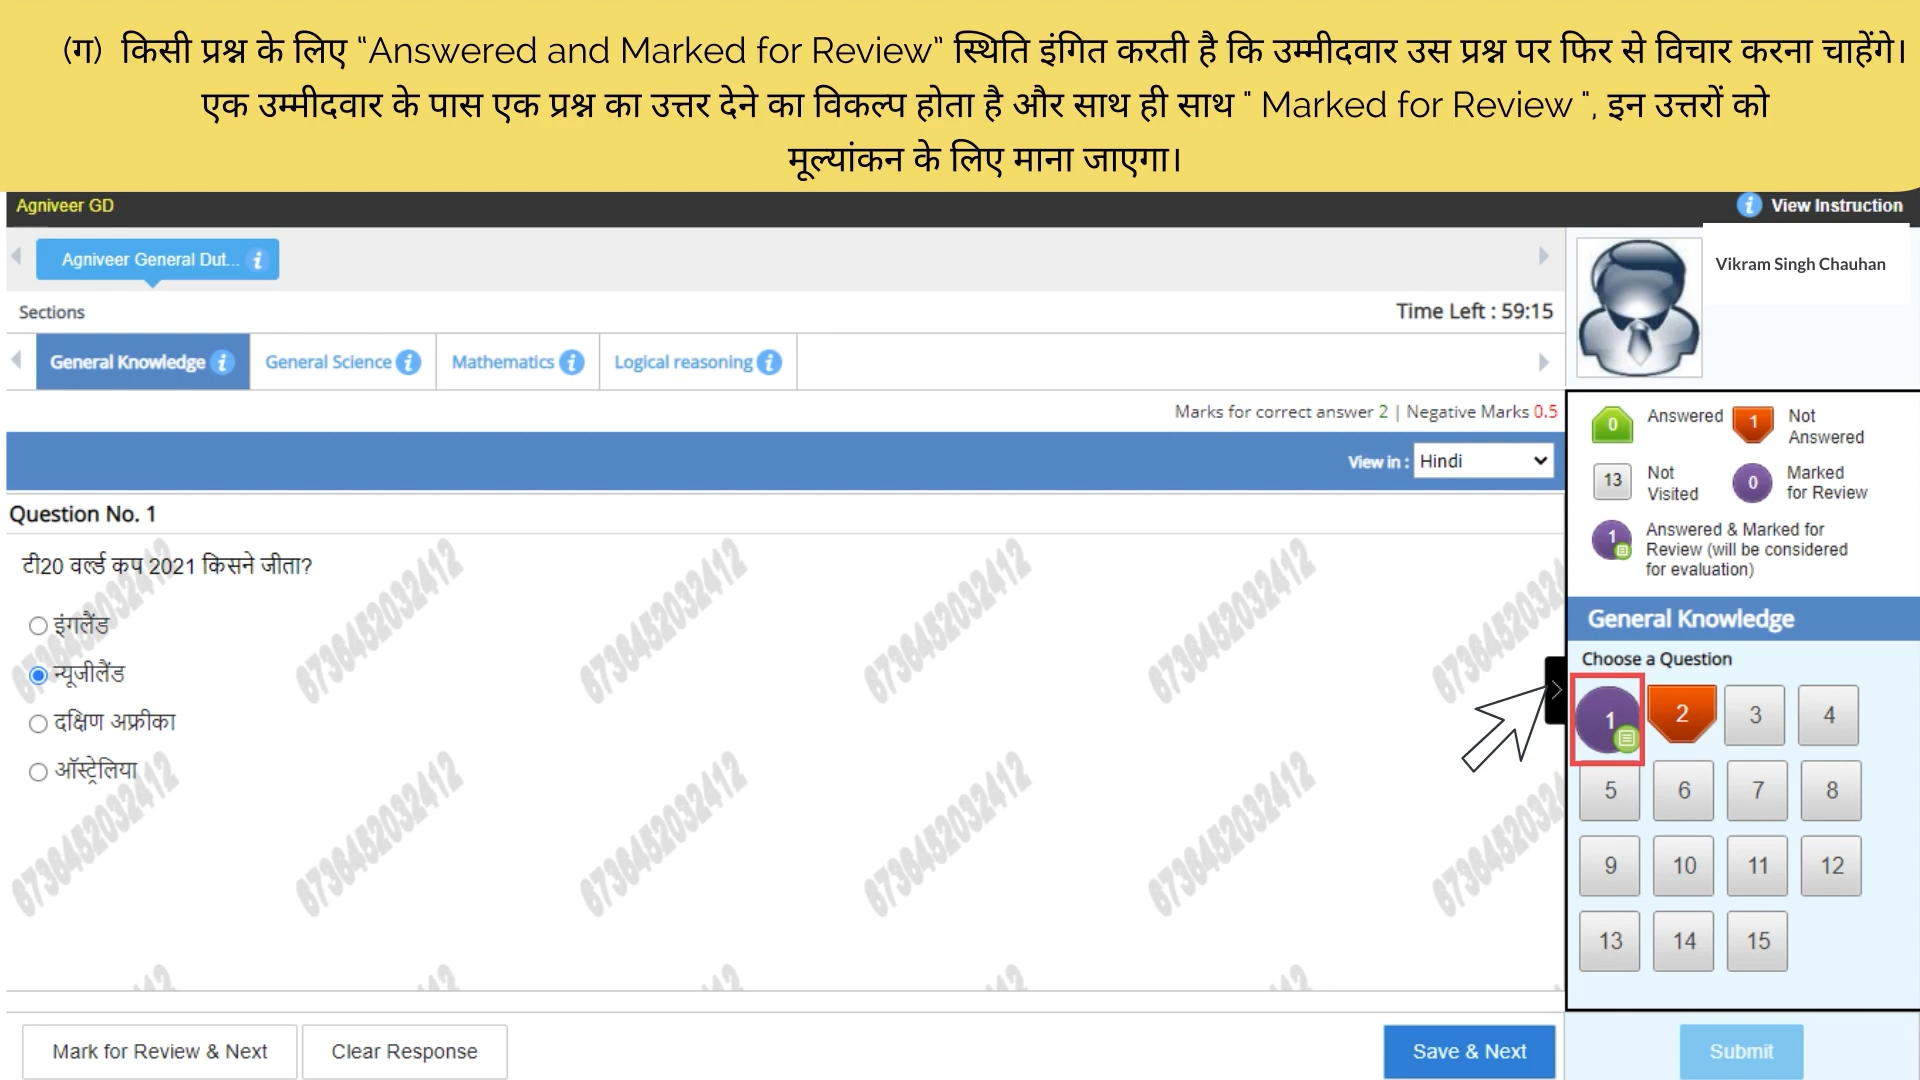 (ग) किसी प्रश्न के लिए “Answered and Marked for Review” स्थिति इंगित करती है कि उम्मीदवार उस प्रश्न पर फिर से विचार करना चाहेंगे।
एक उम्मीदवार के पास एक प्रश्न का उत्तर देने का विकल्प होता है और साथ ही साथ " Marked for Review ", इन उत्तरों को
मूल्यांकन के लिए माना जाएगा।
Agniveer GD
View Instruction
Agniveer General Dut...
Vikram Singh Chauhan
Sections
Time Left : 59:15
General Knowledge
General Science
Mathematics
Logical reasoning
Marks for correct answer 2 | Negative Marks 0.5
View in : Hindi
0 Answered
1 Not Answered
13 Not Visited
0 Marked for Review
1 Answered & Marked for
Review (will be considered
for evaluation)
Question No. 1
टी20 वर्ल्ड कप 2021 किसने जीता?
इंगलैंड
न्यूजीलैंड
दक्षिण अफ्रीका
ऑस्ट्रेलिया
6736452032412
General Knowledge
Choose a Question
1 2 3 4
5 6 7 8
9 10 11 12
13 14 15
Mark for Review & Next
Clear Response
Save & Next
Submit